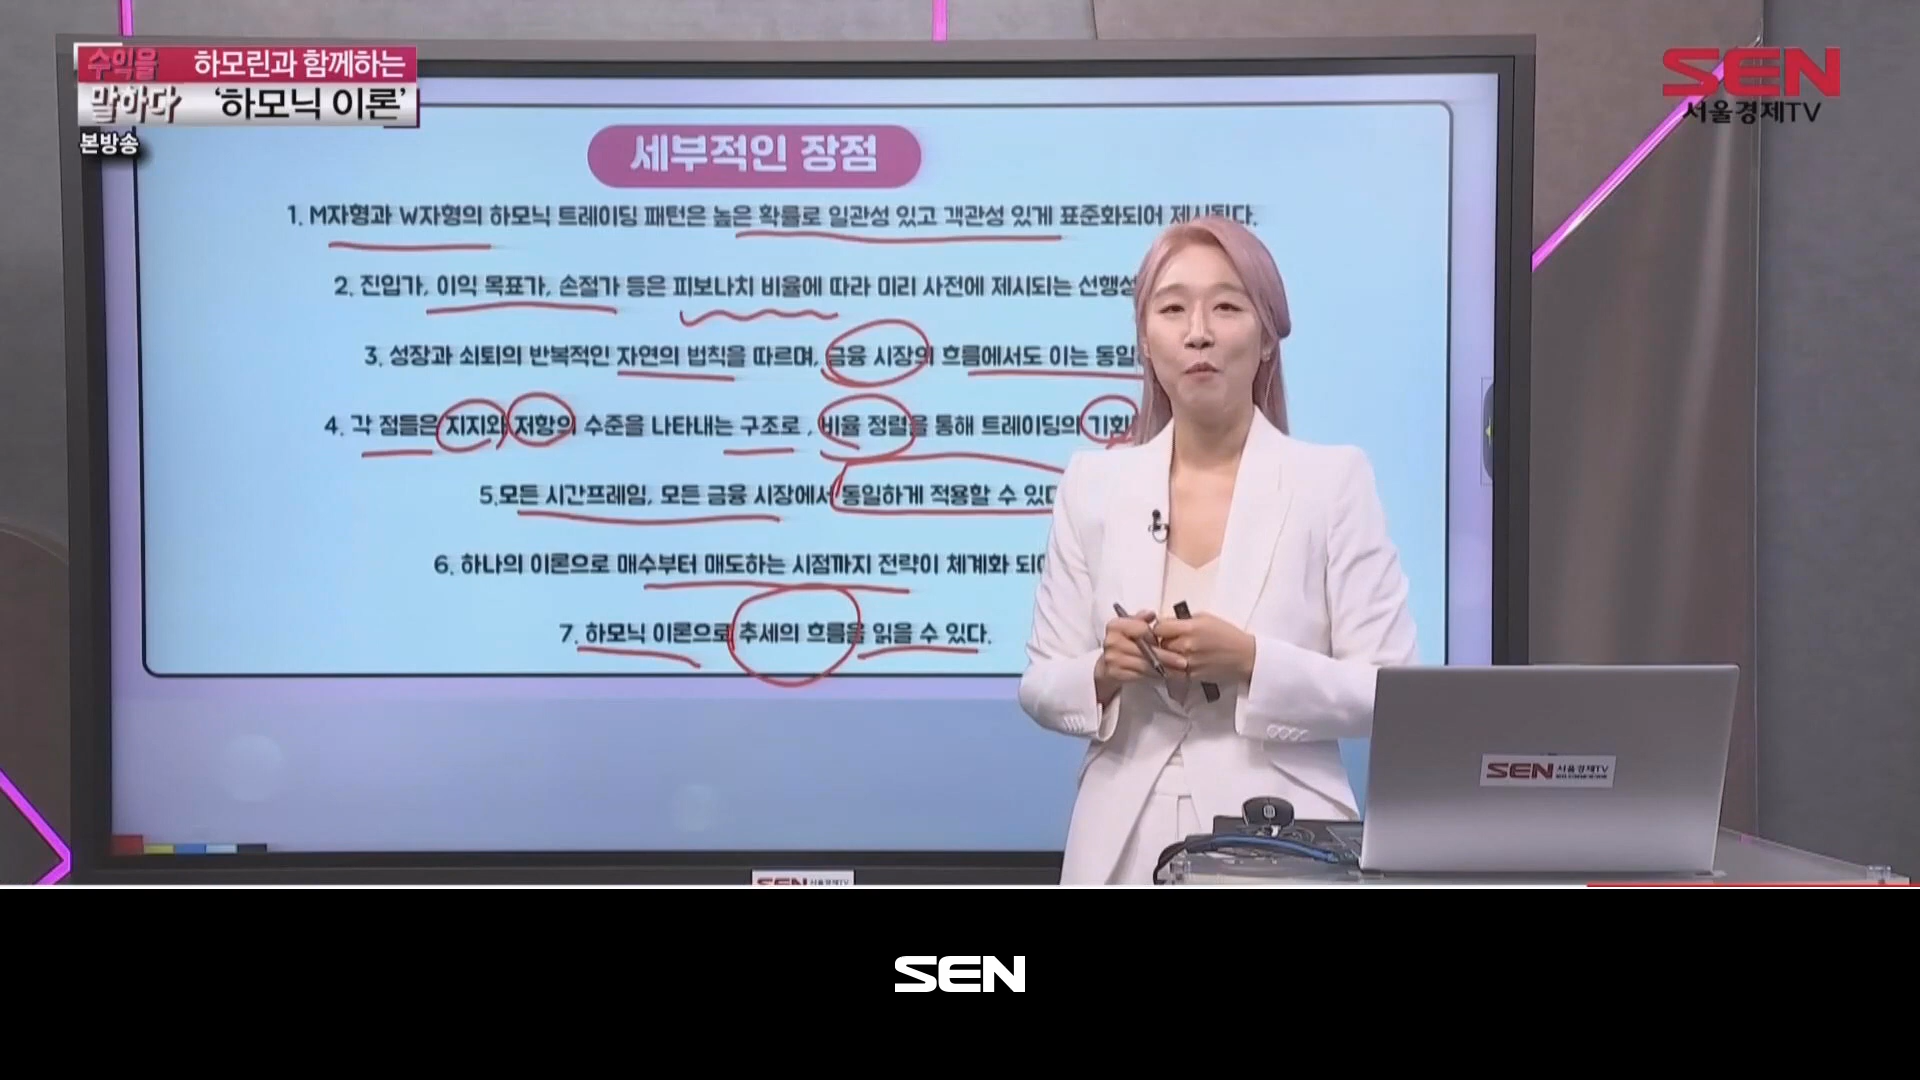 수익을 말하다
하모린과 함께하는
'하모닉 이론'
본방송
SEN
서울경제TV
세부적인 장점
1. M자형과 W자형의 하모닉 트레이딩 패턴은 높은 확률로 일관성 있고 객관성 있게 표준화되어 제시된다.
2. 진입가, 이익 목표가, 손절가 등은 피보나치 비율에 따라 미리 사전에 제시되는 선행성
3. 성장과 쇠퇴의 반복적인 자연의 법칙을 따르며, 금융 시장의 흐름에서도 이는 동일
4. 각 점들은 지지와 저항의 수준을 나타내는 구조로 , 비율 정렬을 통해 트레이딩의 기회
5.모든 시간프레임, 모든 금융 시장에서 동일하게 적용할 수 있다
6. 하나의 이론으로 매수부터 매도하는 시점까지 전략이 체계화 되어
7. 하모닉 이론으로 추세의 흐름을 읽을 수 있다.
SEN 서울경제TV
SEN 서울경제TV
SEN